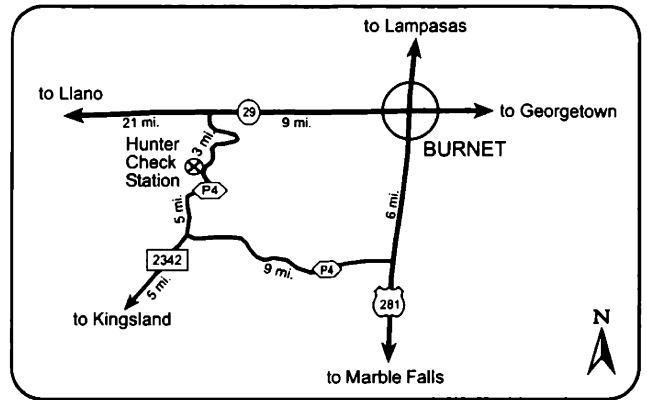 to Lampasas
to Llano
29
to Georgetown
21 mi.
9 mi.
BURNET
Hunter
Check
Station
3 mi.
P4
5 mi.
6 mi.
2342
9 mi.
P4
5 mi.
281
to Kingsland
N
to Marble Falls